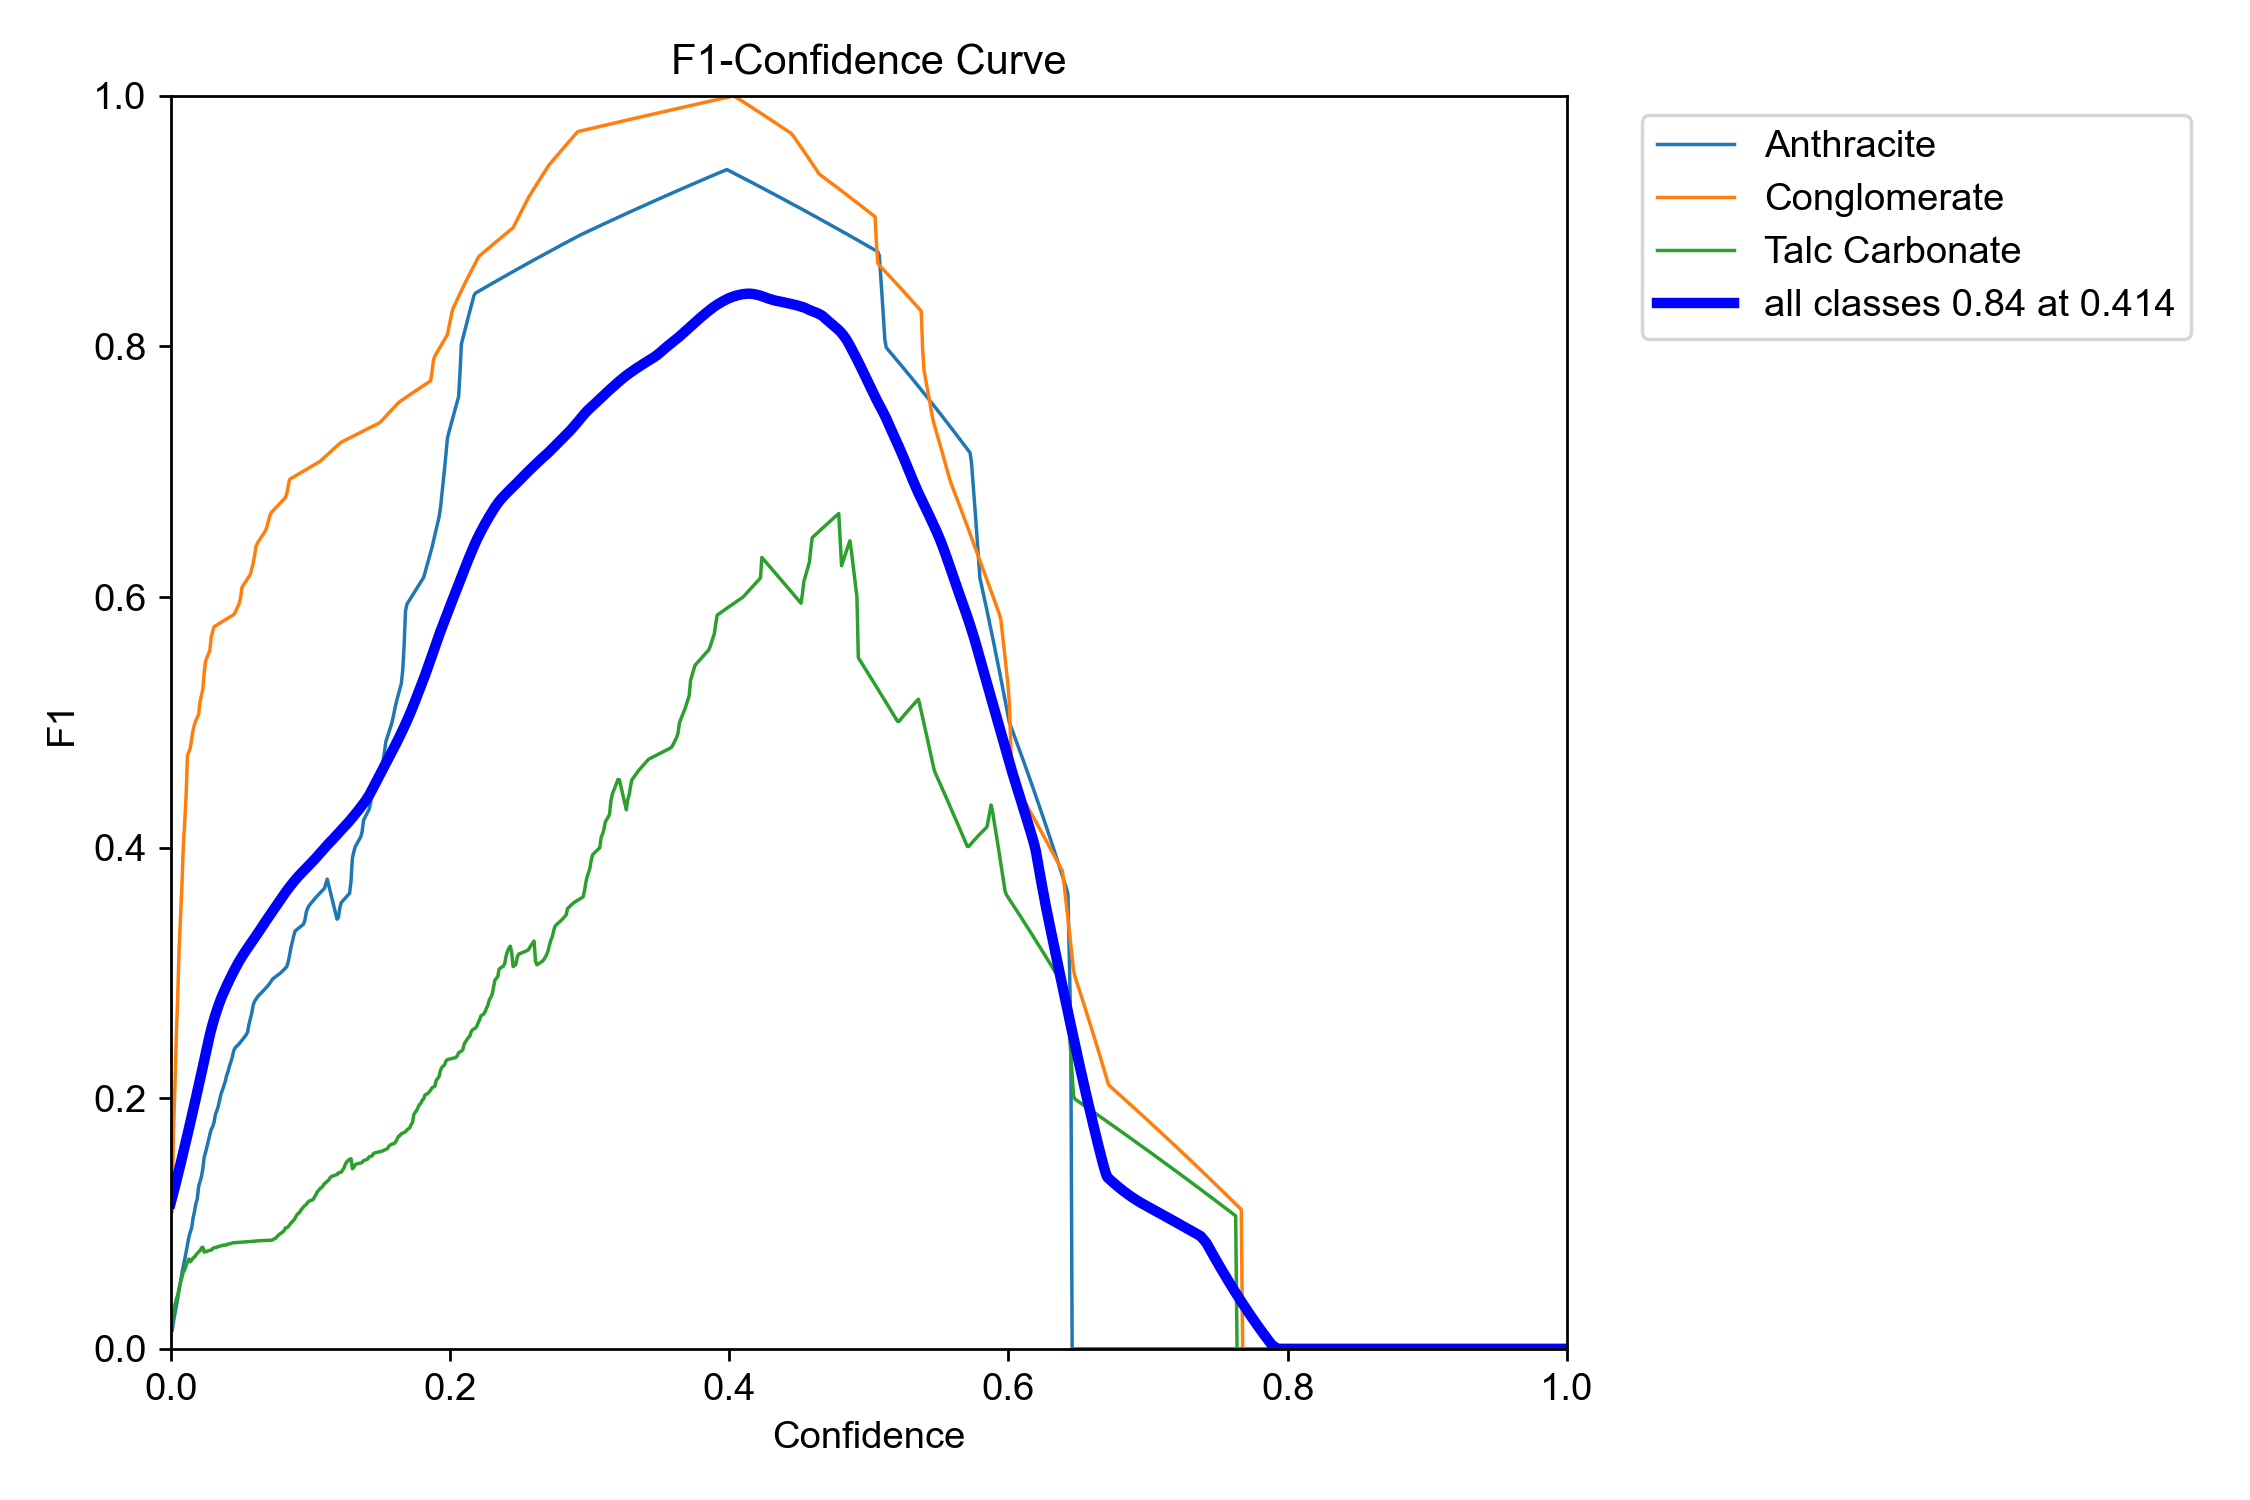 F1-Confidence Curve
1.0
0.8
0.6
0.4
0.2
0.0
F1
0.0 0.2 0.4 0.6 0.8 1.0
Confidence
Anthracite
Conglomerate
Talc Carbonate
all classes 0.84 at 0.414